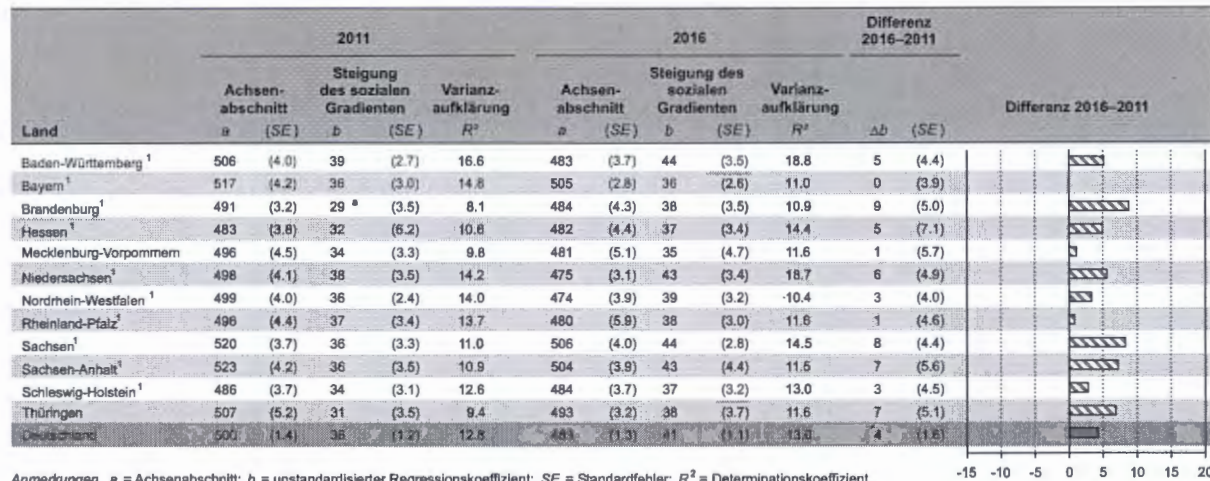 2011 2016 Differenz 2016–2011
Achsenabschnitt Steigung des sozialen Gradienten Varianzaufklärung Achsenabschnitt Steigung des sozialen Gradienten Varianzaufklärung Differenz 2016–2011
Land a (SE) b (SE) R² a (SE) b (SE) R² Δb (SE)
Baden-Württemberg ¹ 506 (4.0) 39 (2.7) 16.6 483 (3.7) 44 (3.5) 18.8 5 (4.4)
Bayern ¹ 517 (4.2) 36 (3.0) 14.8 505 (2.8) 36 (2.6) 11.0 0 (3.9)
Brandenburg¹ 491 (3.2) 29 ª (3.5) 8.1 484 (4.3) 38 (3.5) 10.9 9 (5.0)
Hessen ¹ 483 (3.8) 32 (6.2) 10.6 482 (4.4) 37 (3.4) 14.4 5 (7.1)
Mecklenburg-Vorpommern 496 (4.5) 34 (3.3) 9.8 481 (5.1) 35 (4.7) 11.6 1 (5.7)
Niedersachsen¹ 498 (4.1) 38 (3.5) 14.2 475 (3.1) 43 (3.4) 18.7 6 (4.9)
Nordrhein-Westfalen ¹ 499 (4.0) 36 (2.4) 14.0 474 (3.9) 39 (3.2) 10.4 3 (4.0)
Rheinland-Pfalz¹ 496 (4.4) 37 (3.4) 13.7 480 (5.9) 38 (3.0) 11.6 1 (4.6)
Sachsen¹ 520 (3.7) 36 (3.3) 11.0 506 (4.0) 44 (2.8) 14.5 8 (4.4)
Sachsen-Anhalt¹ 523 (4.2) 36 (3.5) 10.9 504 (3.9) 43 (4.4) 11.5 7 (5.6)
Schleswig-Holstein ¹ 486 (3.7) 34 (3.1) 12.6 484 (3.7) 37 (3.2) 13.0 3 (4.5)
Thüringen 507 (5.2) 31 (3.5) 9.4 493 (3.2) 38 (3.7) 11.6 7 (5.1)
Deutschland 500 (1.4) 36 (1.2) 12.8 483 (1.3) 41 (1.1) 13.0 4 (1.6)
-15 -10 -5 0 5 10 15 20
Anmerkungen. a = Achsenabschnitt; b = unstandardisierter Regressionskoeffizient; SE = Standardfehler; R² = Determinationskoeffizient